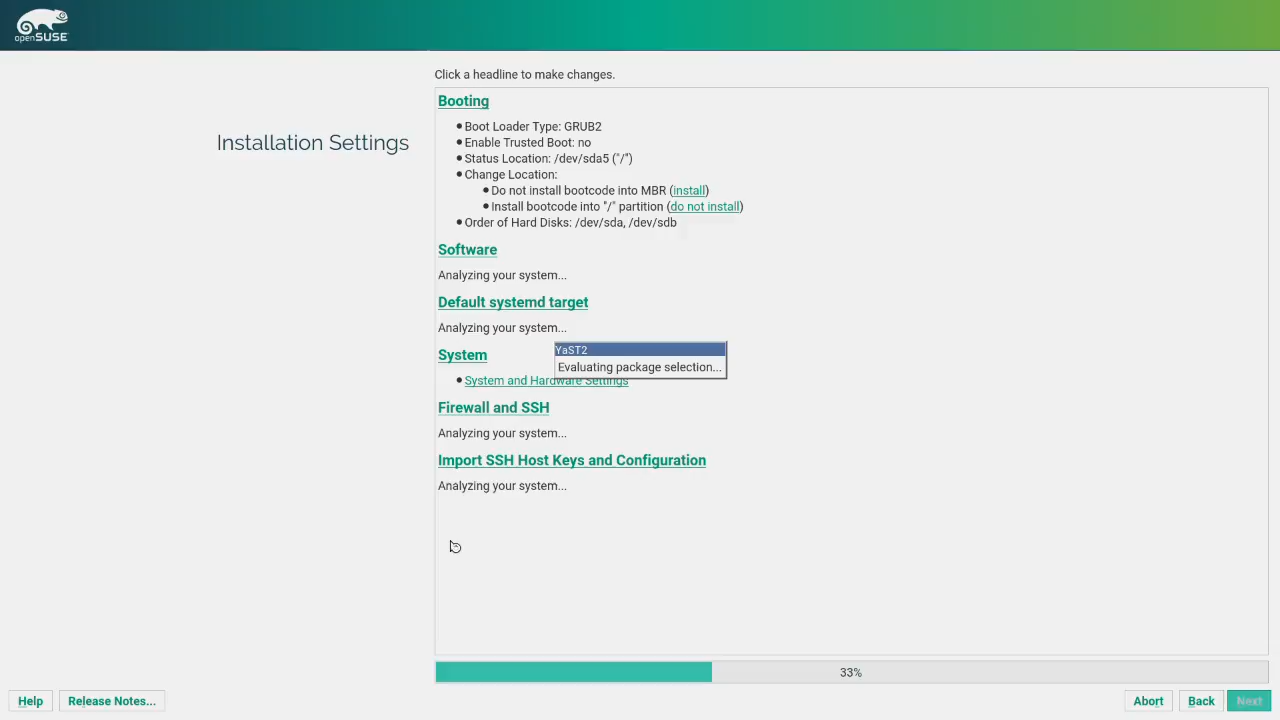 openSUSE
Click a headline to make changes.
Installation Settings
Booting
Boot Loader Type: GRUB2
Enable Trusted Boot: no
Status Location: /dev/sda5 ("/")
Change Location:
Do not install bootcode into MBR (install)
Install bootcode into "/" partition (do not install)
Order of Hard Disks: /dev/sda, /dev/sdb
Software
Analyzing your system...
Default systemd target
Analyzing your system...
YaST2
Evaluating package selection...
System
System and Hardware Settings
Firewall and SSH
Analyzing your system...
Import SSH Host Keys and Configuration
Analyzing your system...
33%
Help
Release Notes...
Abort
Back
Next